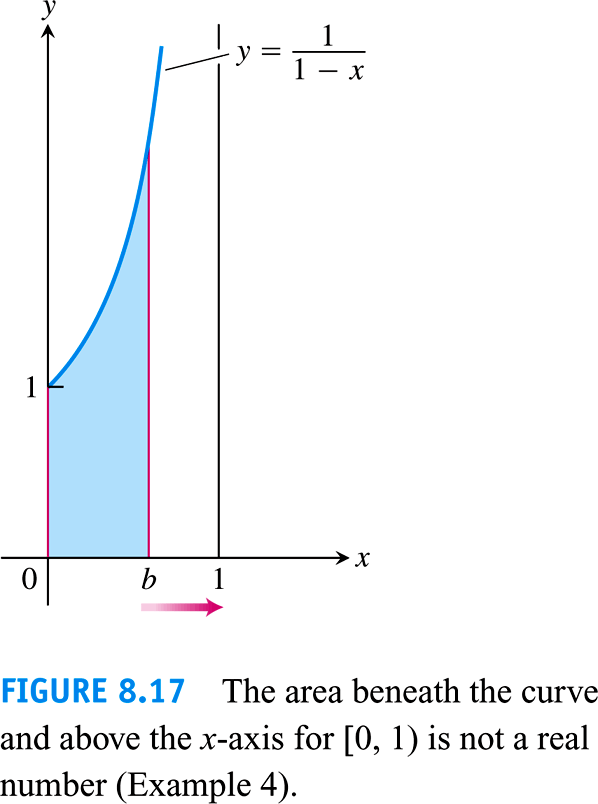 y
y = 1 / (1 − x)
1
0 b 1 x
FIGURE 8.17 The area beneath the curve
and above the x-axis for [0, 1) is not a real
number (Example 4).